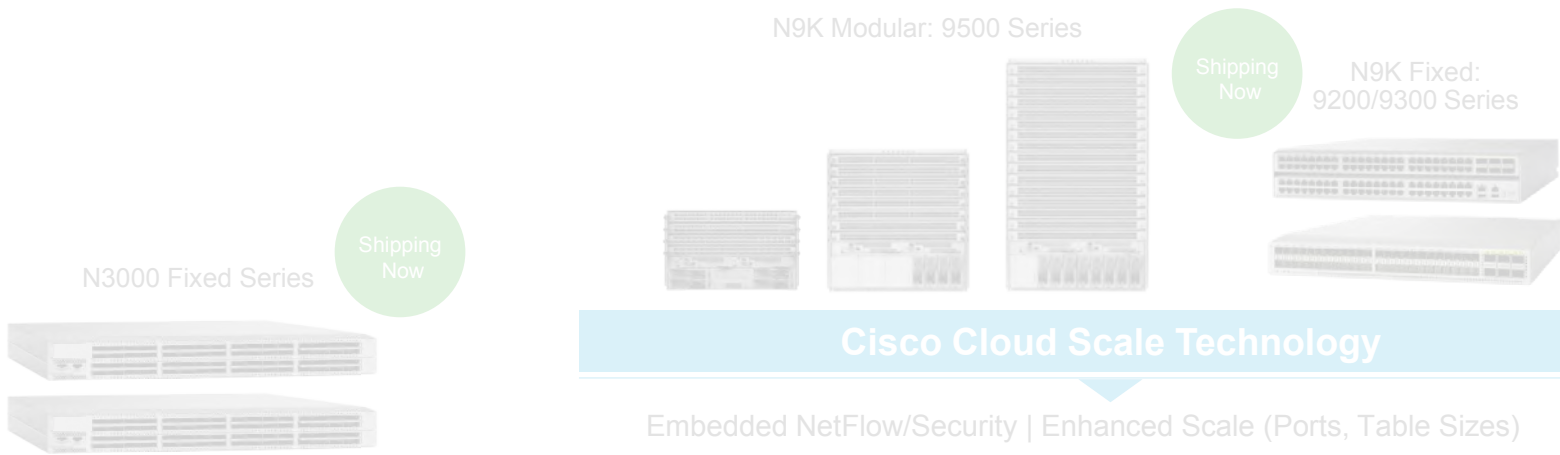 N9K Modular: 9500 Series
Shipping
Now
N9K Fixed:
9200/9300 Series
N3000 Fixed Series
Shipping
Now
Cisco Cloud Scale Technology
Embedded NetFlow/Security | Enhanced Scale (Ports, Table Sizes)